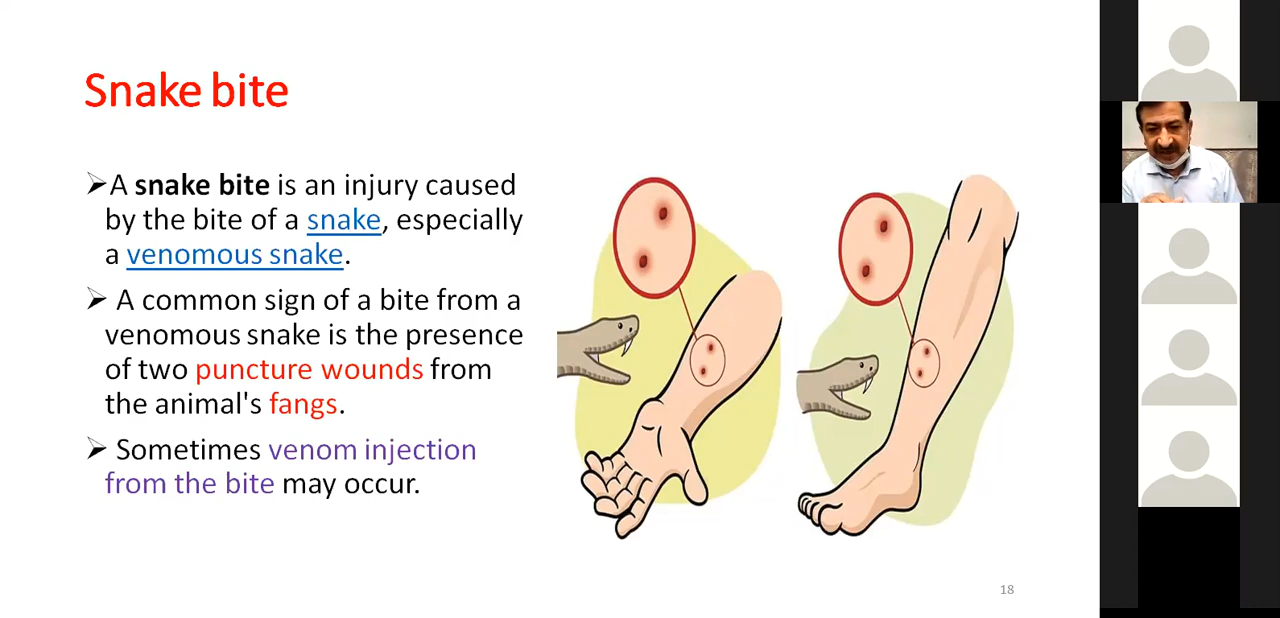 Snake bite
➢A snake bite is an injury caused
by the bite of a snake, especially
a venomous snake.
➢ A common sign of a bite from a
venomous snake is the presence
of two puncture wounds from
the animal's fangs.
➢ Sometimes venom injection
from the bite may occur.
18